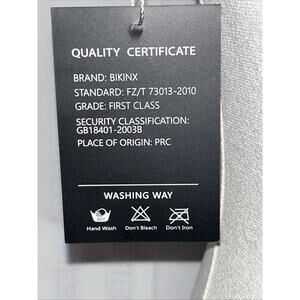 QUALITY CERTIFICATE
BRAND: BIKINX
STANDARD: FZ/T 73013-2010
GRADE: FIRST CLASS
SECURITY CLASSIFICATION:
GB18401-2003B
PLACE OF ORIGIN: PRC
WASHING WAY
Hand Wash Don't Bleach Don't Iron